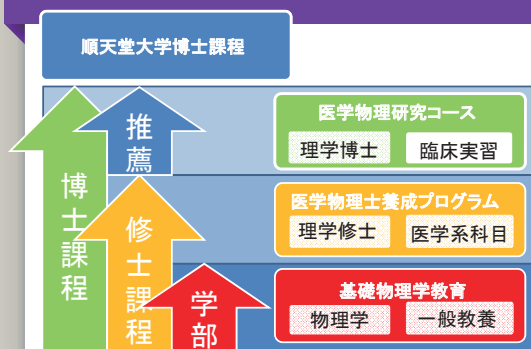 順天堂大学博士課程
医学物理研究コース
理学博士 臨床実習
推薦
博士課程
医学物理士養成プログラム
理学修士 医学系科目
修士課程
基礎物理学教育
物理学 一般教養
学部